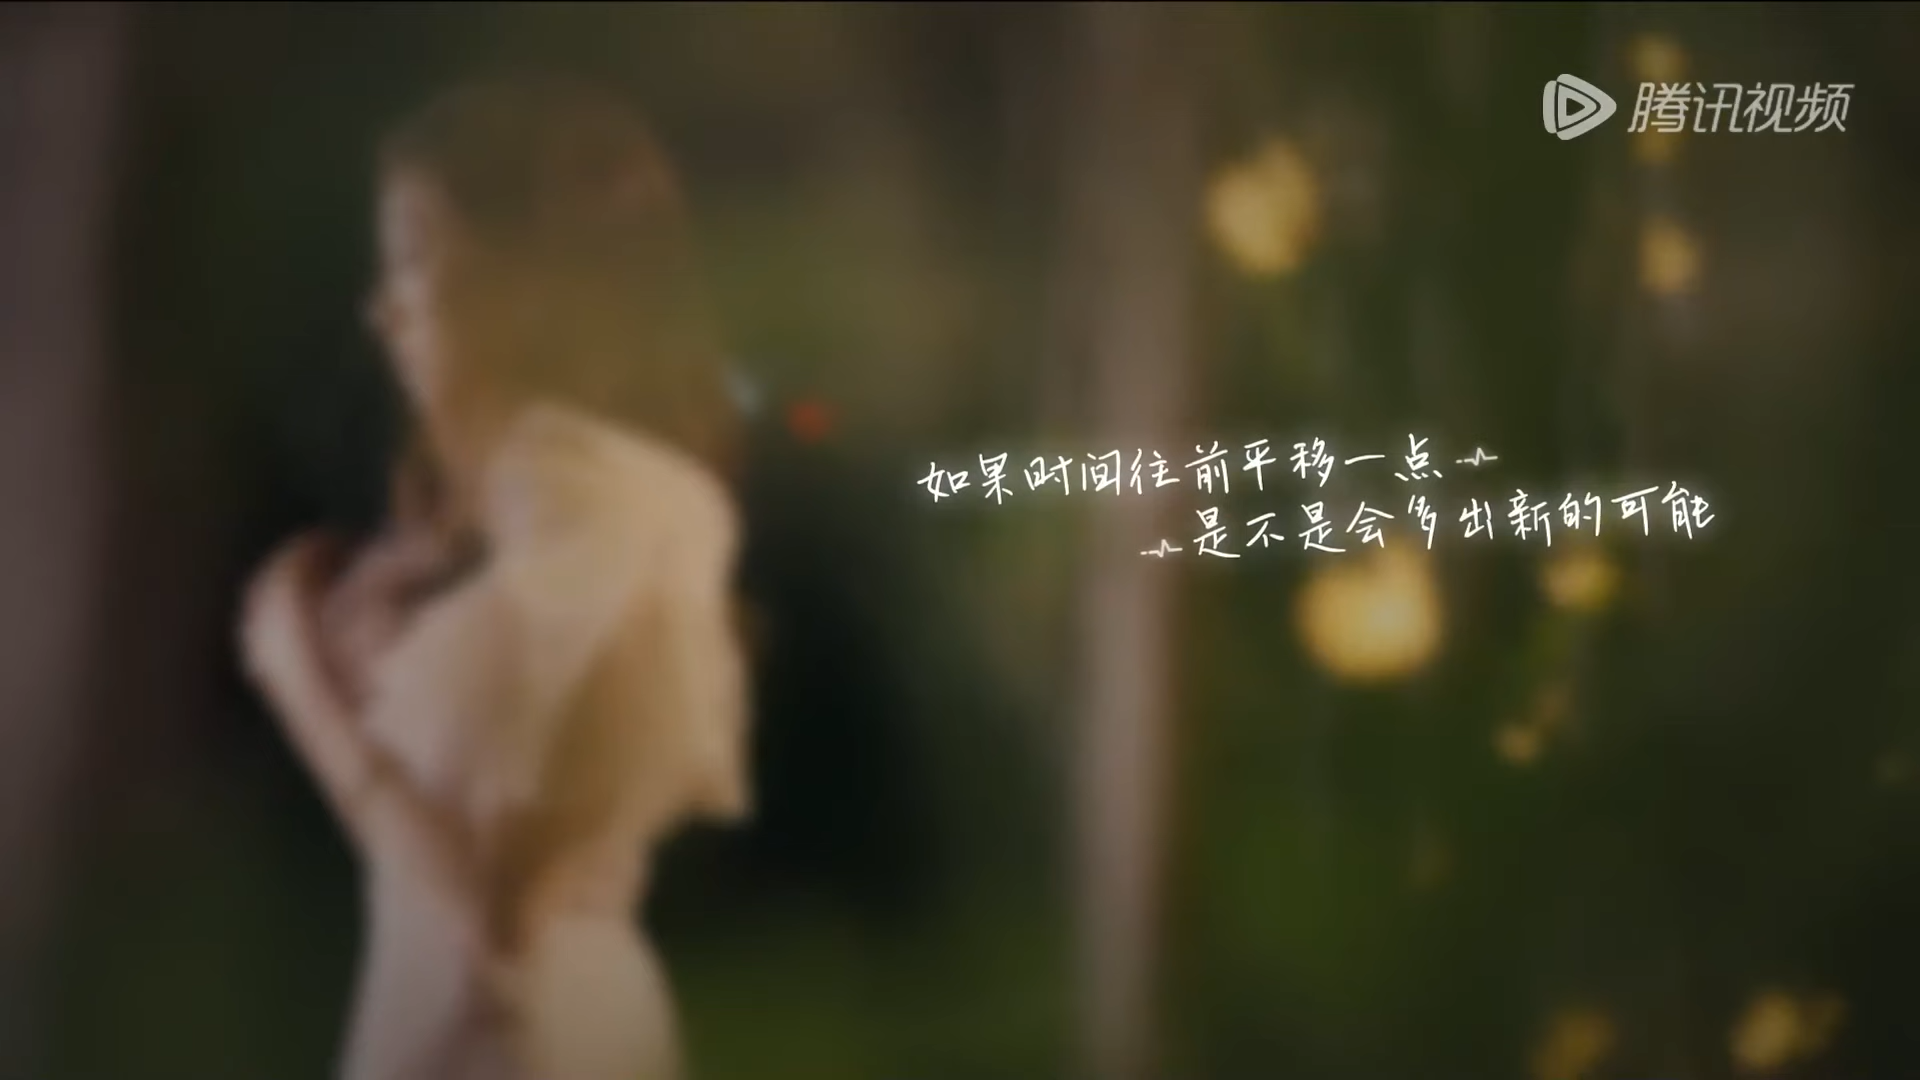 腾讯视频
如果时间往前平移一点
是不是会多出新的可能